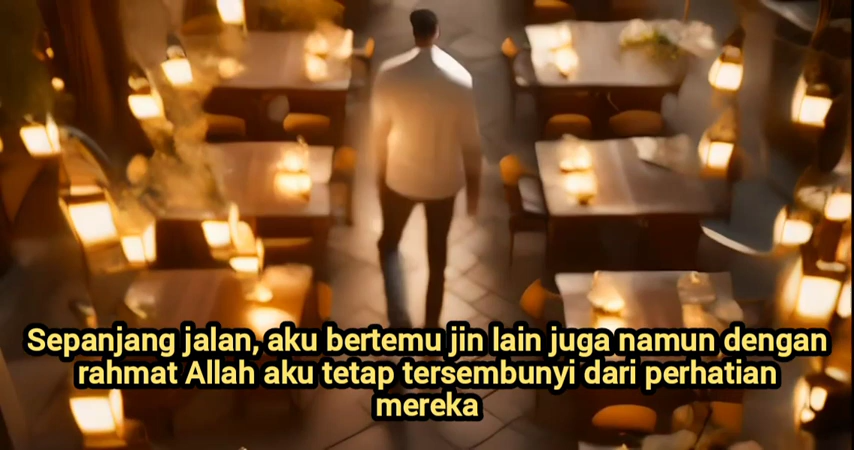 Sepanjang jalan, aku bertemu jin lain juga namun dengan
rahmat Allah aku tetap tersembunyi dari perhatian
mereka